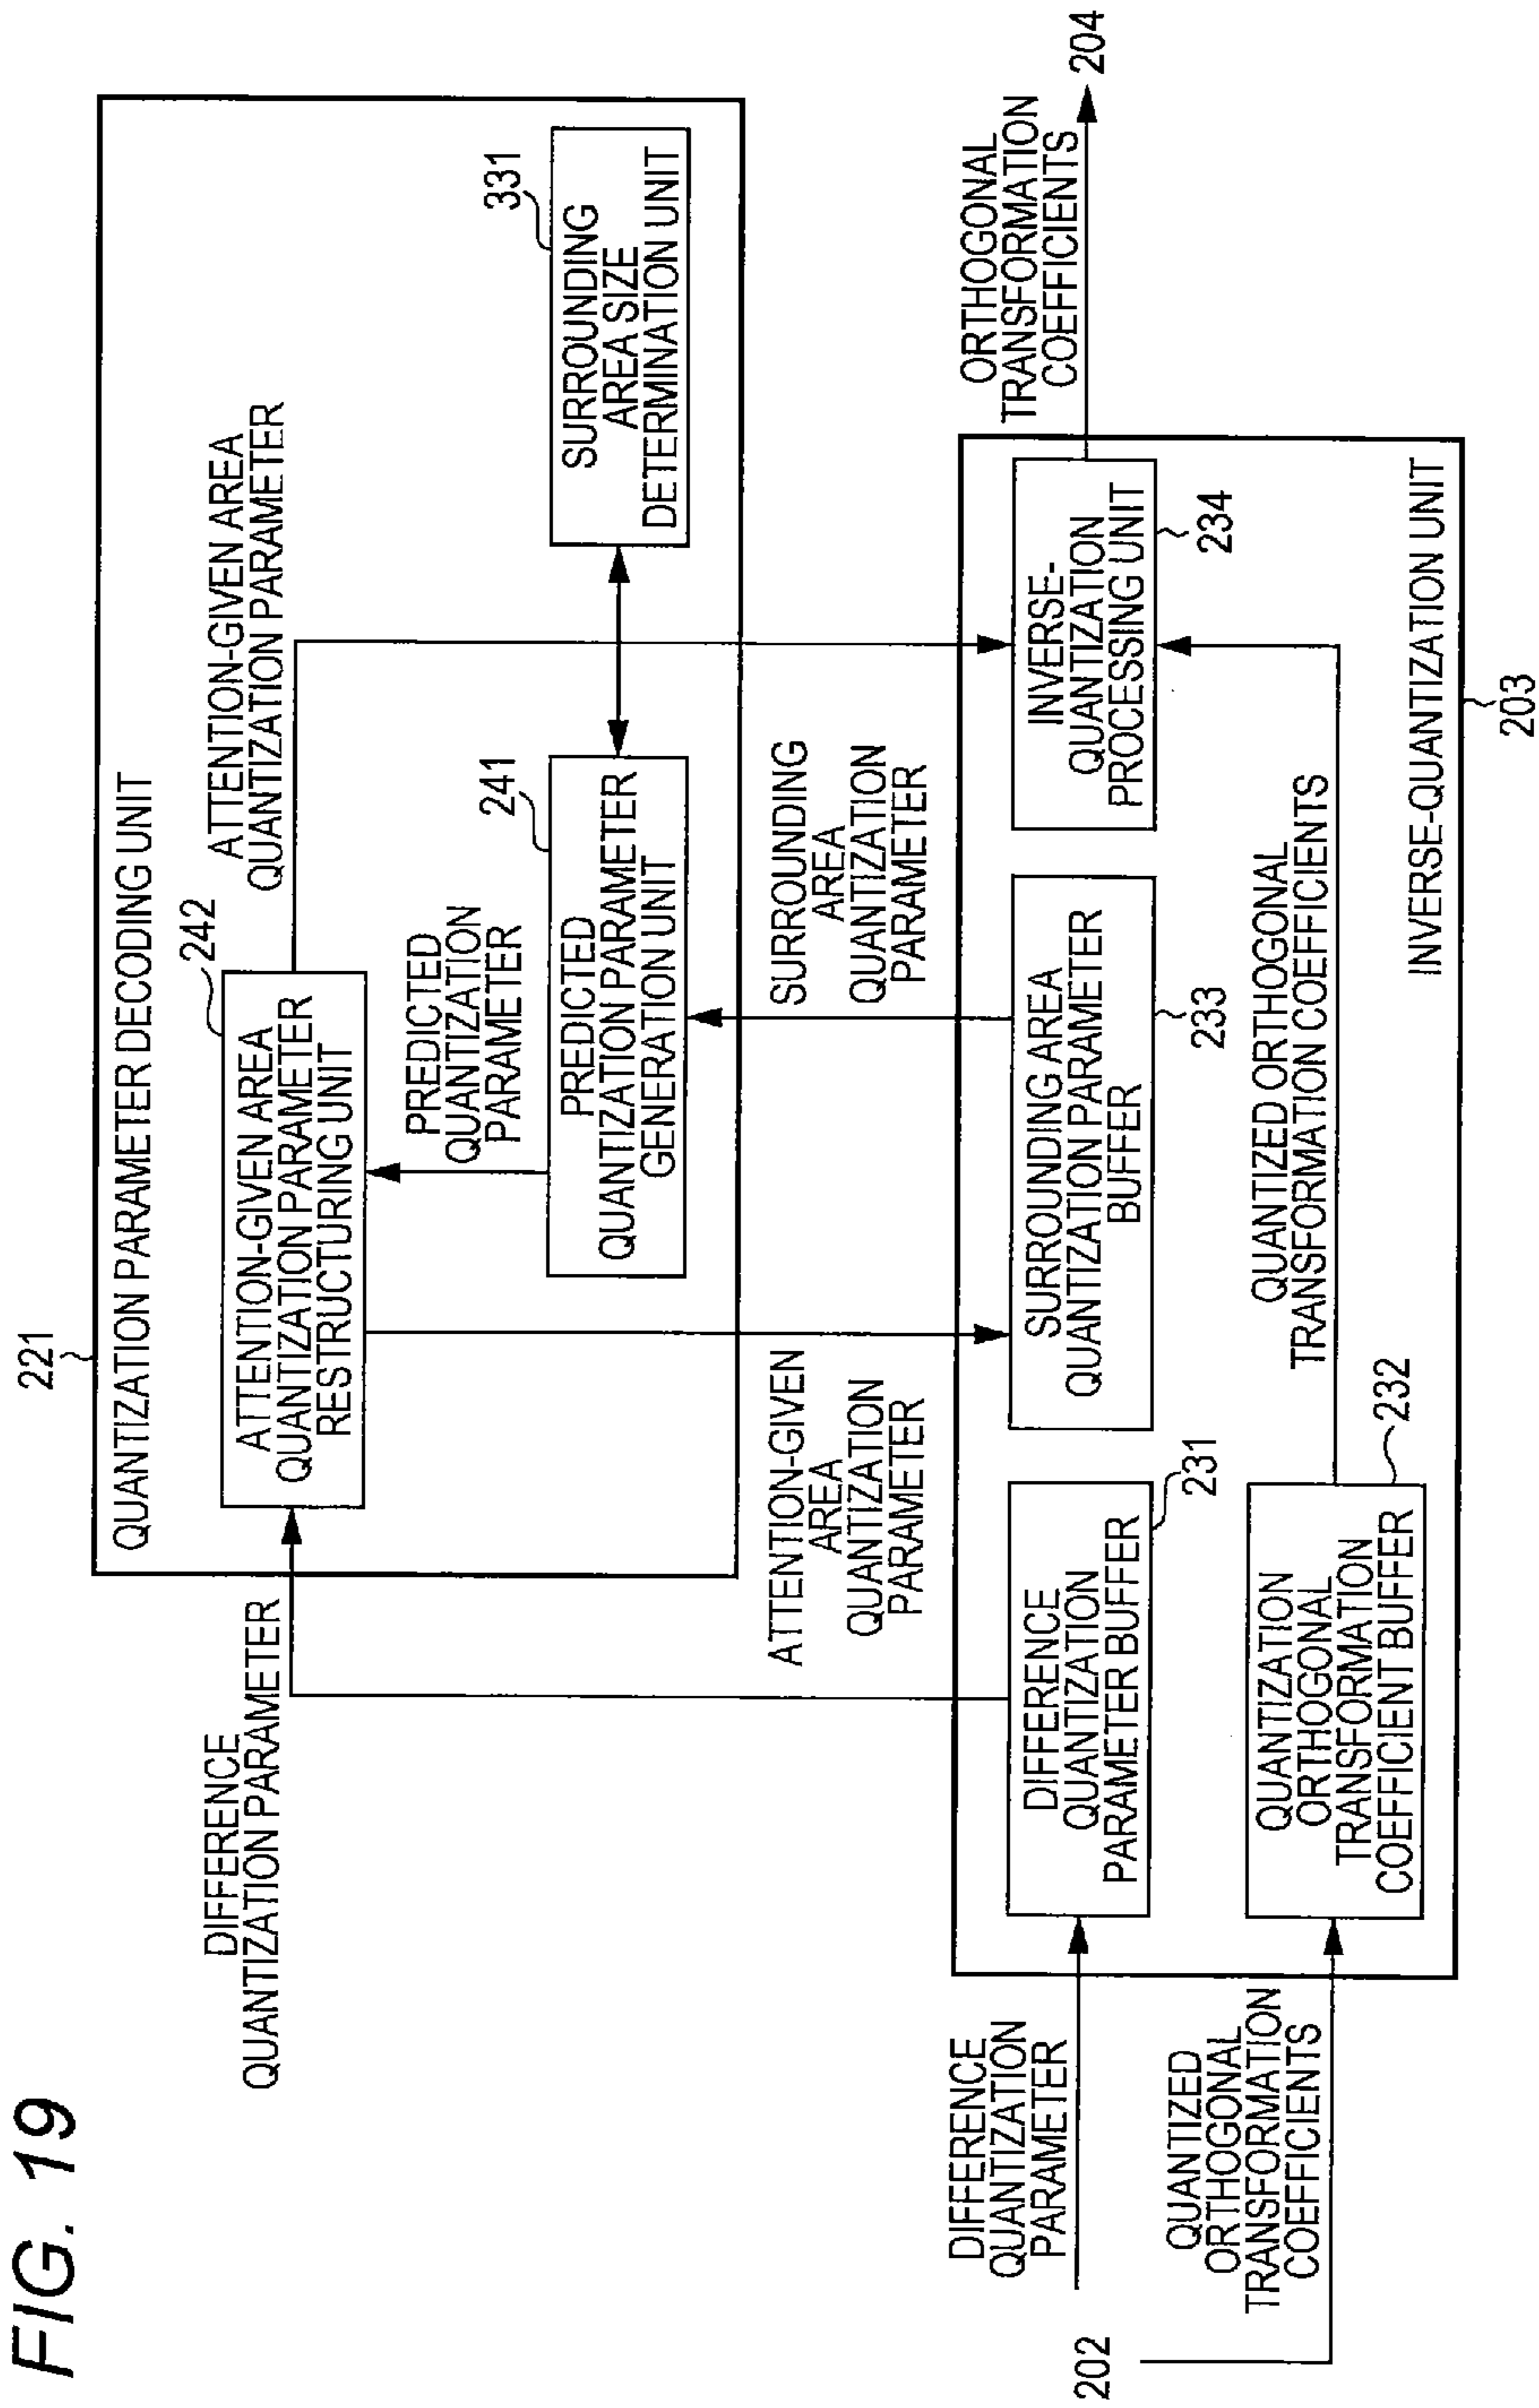 FIG. 19
221
QUANTIZATION PARAMETER DECODING UNIT
DIFFERENCE
QUANTIZATION PARAMETER
242
ATTENTION-GIVEN AREA
QUANTIZATION PARAMETER
RESTRUCTURING UNIT
ATTENTION-GIVEN AREA
QUANTIZATION PARAMETER
PREDICTED
QUANTIZATION
PARAMETER
241
PREDICTED
QUANTIZATION PARAMETER
GENERATION UNIT
331
SURROUNDING
AREA SIZE
DETERMINATION UNIT
ATTENTION-GIVEN
AREA
QUANTIZATION
PARAMETER
SURROUNDING
AREA
QUANTIZATION
PARAMETER
202
DIFFERENCE
QUANTIZATION
PARAMETER
DIFFERENCE
QUANTIZATION
PARAMETER BUFFER
231
SURROUNDING AREA
QUANTIZATION PARAMETER
BUFFER
233
INVERSE-
QUANTIZATION
PROCESSING UNIT
234
ORTHOGONAL
TRANSFORMATION
COEFFICIENTS
204
QUANTIZED
ORTHOGONAL
TRANSFORMATION
COEFFICIENTS
QUANTIZATION
ORTHOGONAL
TRANSFORMATION
COEFFICIENT BUFFER
232
QUANTIZED ORTHOGONAL
TRANSFORMATION COEFFICIENTS
INVERSE-QUANTIZATION UNIT
203